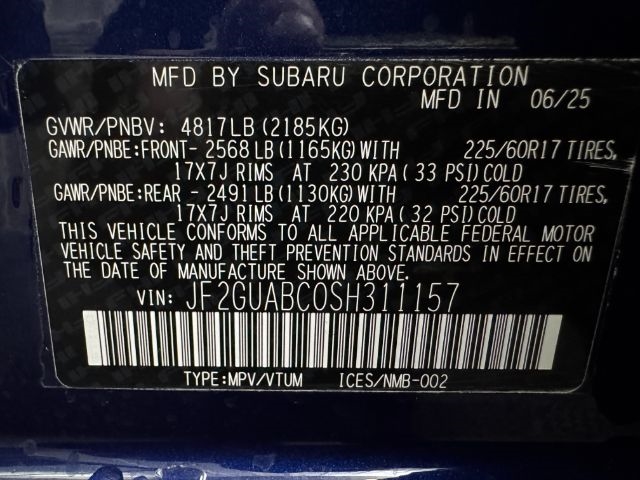 MFD BY SUBARU CORPORATION
MFD IN 06/25
GVWR/PNBV: 4817LB (2185KG)
GAWR/PNBE:FRONT- 2568 LB (1165KG) WITH 225/60R17 TIRES,
17X7J RIMS AT 230 KPA ( 33 PSI) COLD
GAWR/PNBE:REAR - 2491 LB (1130KG) WITH 225/60R17 TIRES,
17X7J RIMS AT 220 KPA ( 32 PSI) COLD
THIS VEHICLE CONFORMS TO ALL APPLICABLE FEDERAL MOTOR
VEHICLE SAFETY AND THEFT PREVENTION STANDARDS IN EFFECT ON
THE DATE OF MANUFACTURE SHOWN ABOVE.
VIN: JF2GUABC0SH311157
TYPE:MPV/VTUM ICES/NMB-002